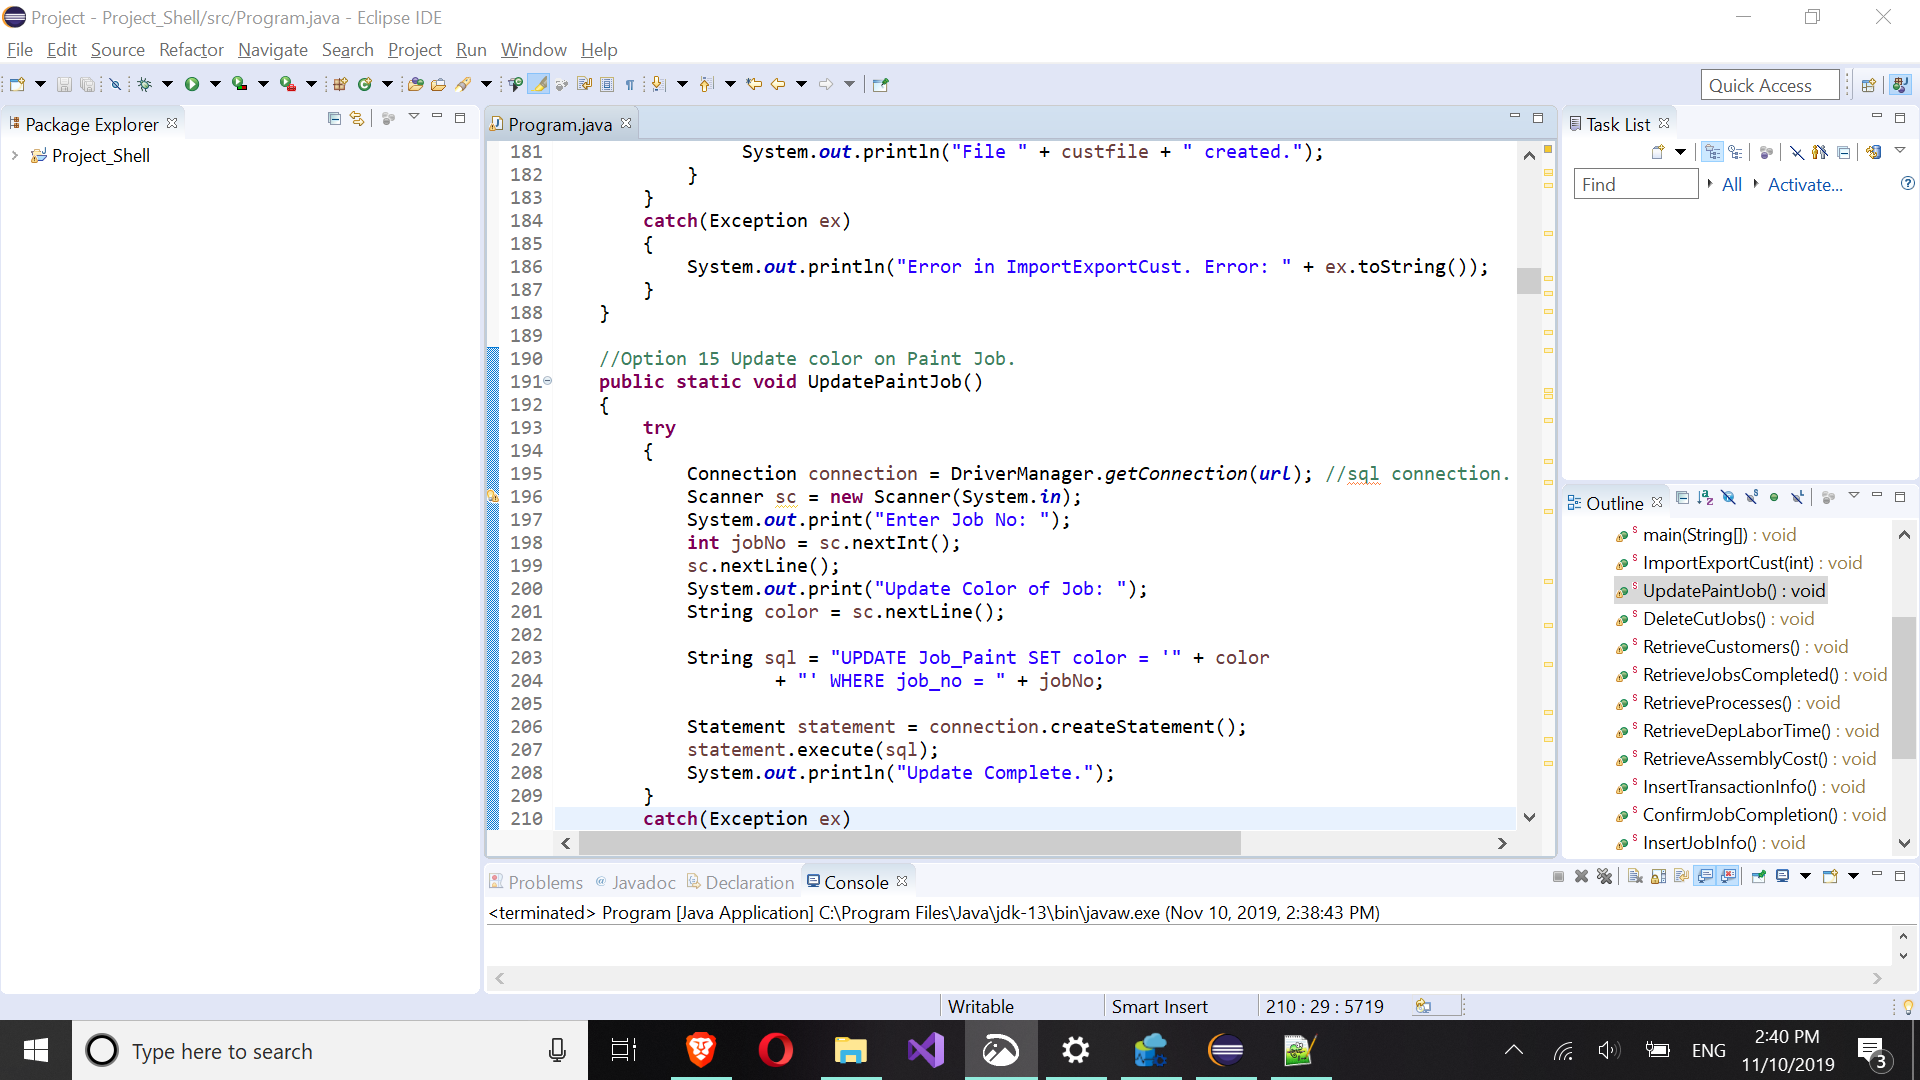 Project - Project_Shell/src/Program.java - Eclipse IDE
File Edit Source Refactor Navigate Search Project Run Window Help
Quick Access
Package Explorer
Project_Shell
Program.java
181 System.out.println("File " + custfile + " created.");
182 }
183 }
184 catch(Exception ex)
185 {
186 System.out.println("Error in ImportExportCust. Error: " + ex.toString());
187 }
188 }
189
190 //Option 15 Update color on Paint Job.
191 public static void UpdatePaintJob()
192 {
193 try
194 {
195 Connection connection = DriverManager.getConnection(url); //sql connection.
196 Scanner sc = new Scanner(System.in);
197 System.out.print("Enter Job No: ");
198 int jobNo = sc.nextInt();
199 sc.nextLine();
200 System.out.print("Update Color of Job: ");
201 String color = sc.nextLine();
202
203 String sql = "UPDATE Job_Paint SET color = '" + color
204 + "' WHERE job_no = " + jobNo;
205
206 Statement statement = connection.createStatement();
207 statement.execute(sql);
208 System.out.println("Update Complete.");
209 }
210 catch(Exception ex)
Task List
Find All Activate...
Outline
main(String[]) : void
ImportExportCust(int) : void
UpdatePaintJob() : void
DeleteCutJobs() : void
RetrieveCustomers() : void
RetrieveJobsCompleted() : void
RetrieveProcesses() : void
RetrieveDepLaborTime() : void
RetrieveAssemblyCost() : void
InsertTransactionInfo() : void
ConfirmJobCompletion() : void
InsertJobInfo() : void
Problems Javadoc Declaration Console
<terminated> Program [Java Application] C:\Program Files\Java\jdk-13\bin\javaw.exe (Nov 10, 2019, 2:38:43 PM)
Writable Smart Insert 210 : 29 : 5719
Type here to search
ENG
2:40 PM
11/10/2019
3